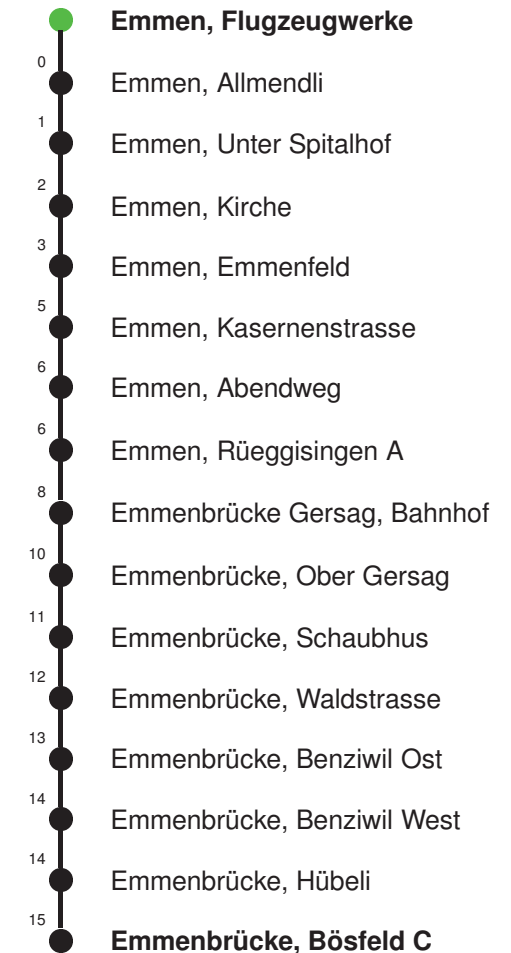 Emmen, Flugzeugwerke
0
Emmen, Allmendli
1
Emmen, Unter Spitalhof
2
Emmen, Kirche
3
Emmen, Emmenfeld
5
Emmen, Kasernenstrasse
6
Emmen, Abendweg
6
Emmen, Rüeggisingen A
8
Emmenbrücke Gersag, Bahnhof
10
Emmenbrücke, Ober Gersag
11
Emmenbrücke, Schaubhus
12
Emmenbrücke, Waldstrasse
13
Emmenbrücke, Benziwil Ost
14
Emmenbrücke, Benziwil West
14
Emmenbrücke, Hübeli
15
Emmenbrücke, Bösfeld C